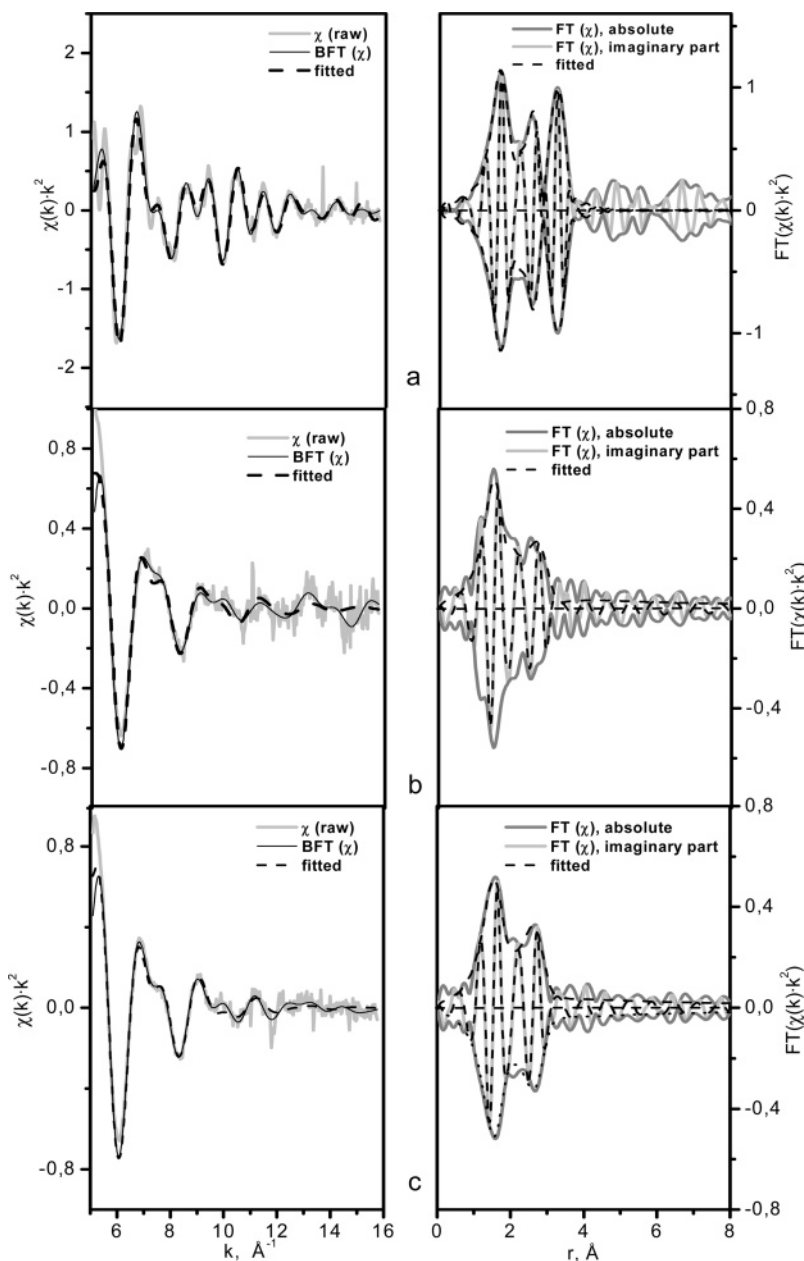 χ (raw)
BFT (χ)
fitted
2
1
0
-1
-2
χ(k)·k²
FT (χ), absolute
FT (χ), imaginary part
fitted
1
0
-1
FT(χ(k)·k²)
a
χ (raw)
BFT (χ)
fitted
0,8
0,4
0,0
-0,4
-0,8
χ(k)·k²
FT (χ), absolute
FT (χ), imaginary part
fitted
0,8
0,4
0,0
-0,4
FT(χ(k)·k²)
b
χ (raw)
BFT (χ)
fitted
0,8
0,0
-0,8
χ(k)·k²
6 8 10 12 14 16
k, Å⁻¹
FT (χ), absolute
FT (χ), imaginary part
fitted
0,8
0,4
0,0
-0,4
-0,8
FT(χ(k)·k²)
c
0 2 4 6 8
r, Å